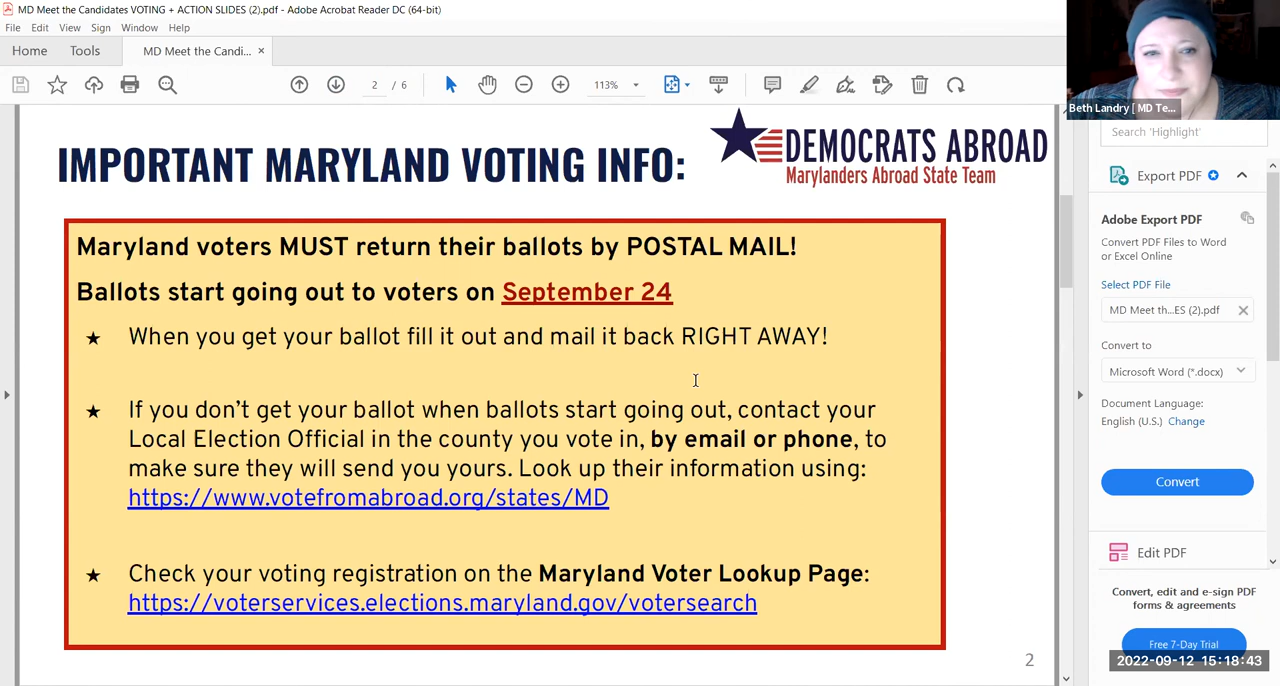 MD Meet the Candidates VOTING + ACTION SLIDES (2).pdf - Adobe Acrobat Reader DC (64-bit)
File Edit View Sign Window Help
Home Tools MD Meet the Candi... ×
2 / 6 113%
Beth Landry [ MD Te...
IMPORTANT MARYLAND VOTING INFO:
DEMOCRATS ABROAD
Marylanders Abroad State Team
Maryland voters MUST return their ballots by POSTAL MAIL!
Ballots start going out to voters on September 24
★ When you get your ballot fill it out and mail it back RIGHT AWAY!
★ If you don’t get your ballot when ballots start going out, contact your
Local Election Official in the county you vote in, by email or phone, to
make sure they will send you yours. Look up their information using:
https://www.votefromabroad.org/states/MD
★ Check your voting registration on the Maryland Voter Lookup Page:
https://voterservices.elections.maryland.gov/votersearch
2
Search 'Highlight'
Export PDF
Adobe Export PDF
Convert PDF Files to Word
or Excel Online
Select PDF File
MD Meet th...ES (2).pdf
Convert to
Microsoft Word (*.docx)
Document Language:
English (U.S.) Change
Convert
Edit PDF
Convert, edit and e-sign PDF
forms & agreements
Free 7-Day Trial
2022-09-12 15:18:43